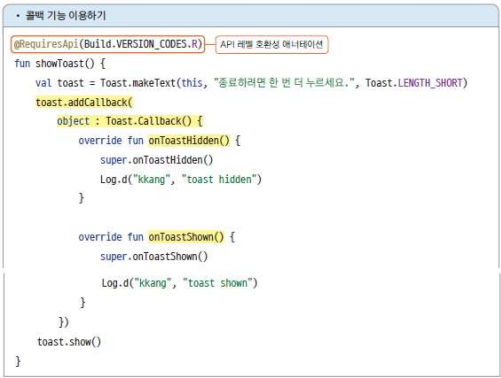 • 콜백 기능 이용하기
@RequiresApi(Build.VERSION_CODES.R) API 레벨 호환성 애너테이션
fun showToast() {
    val toast = Toast.makeText(this, "종료하려면 한 번 더 누르세요.", Toast.LENGTH_SHORT)
    toast.addCallback(
        object : Toast.Callback() {
            override fun onToastHidden() {
                super.onToastHidden()
                Log.d("kkang", "toast hidden")
            }
            override fun onToastShown() {
                super.onToastShown()
                Log.d("kkang", "toast shown")
            }
        })
    toast.show()
}